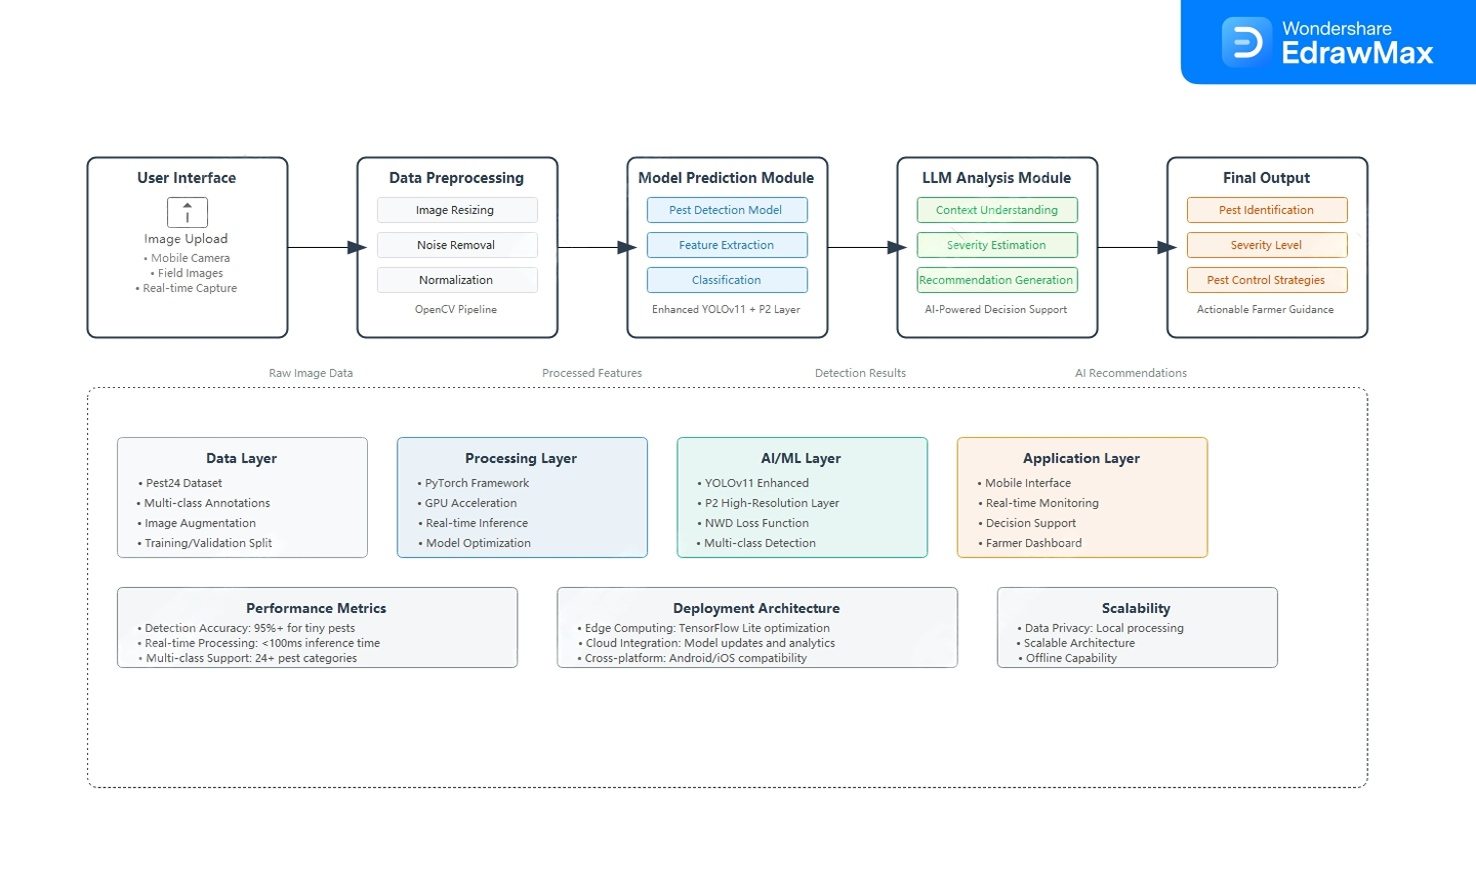 Wondershare
EdrawMax
User Interface
Image Upload
• Mobile Camera
• Field Images
• Real-time Capture
Data Preprocessing
Image Resizing
Noise Removal
Normalization
OpenCV Pipeline
Model Prediction Module
Pest Detection Model
Feature Extraction
Classification
Enhanced YOLOv11 + P2 Layer
LLM Analysis Module
Context Understanding
Severity Estimation
Recommendation Generation
AI-Powered Decision Support
Final Output
Pest Identification
Severity Level
Pest Control Strategies
Actionable Farmer Guidance
Raw Image Data
Processed Features
Detection Results
AI Recommendations
Data Layer
• Pest24 Dataset
• Multi-class Annotations
• Image Augmentation
• Training/Validation Split
Processing Layer
• PyTorch Framework
• GPU Acceleration
• Real-time Inference
• Model Optimization
AI/ML Layer
• YOLOv11 Enhanced
• P2 High-Resolution Layer
• NWD Loss Function
• Multi-class Detection
Application Layer
• Mobile Interface
• Real-time Monitoring
• Decision Support
• Farmer Dashboard
Performance Metrics
• Detection Accuracy: 95%+ for tiny pests
• Real-time Processing: <100ms inference time
• Multi-class Support: 24+ pest categories
Deployment Architecture
• Edge Computing: TensorFlow Lite optimization
• Cloud Integration: Model updates and analytics
• Cross-platform: Android/iOS compatibility
Scalability
• Data Privacy: Local processing
• Scalable Architecture
• Offline Capability